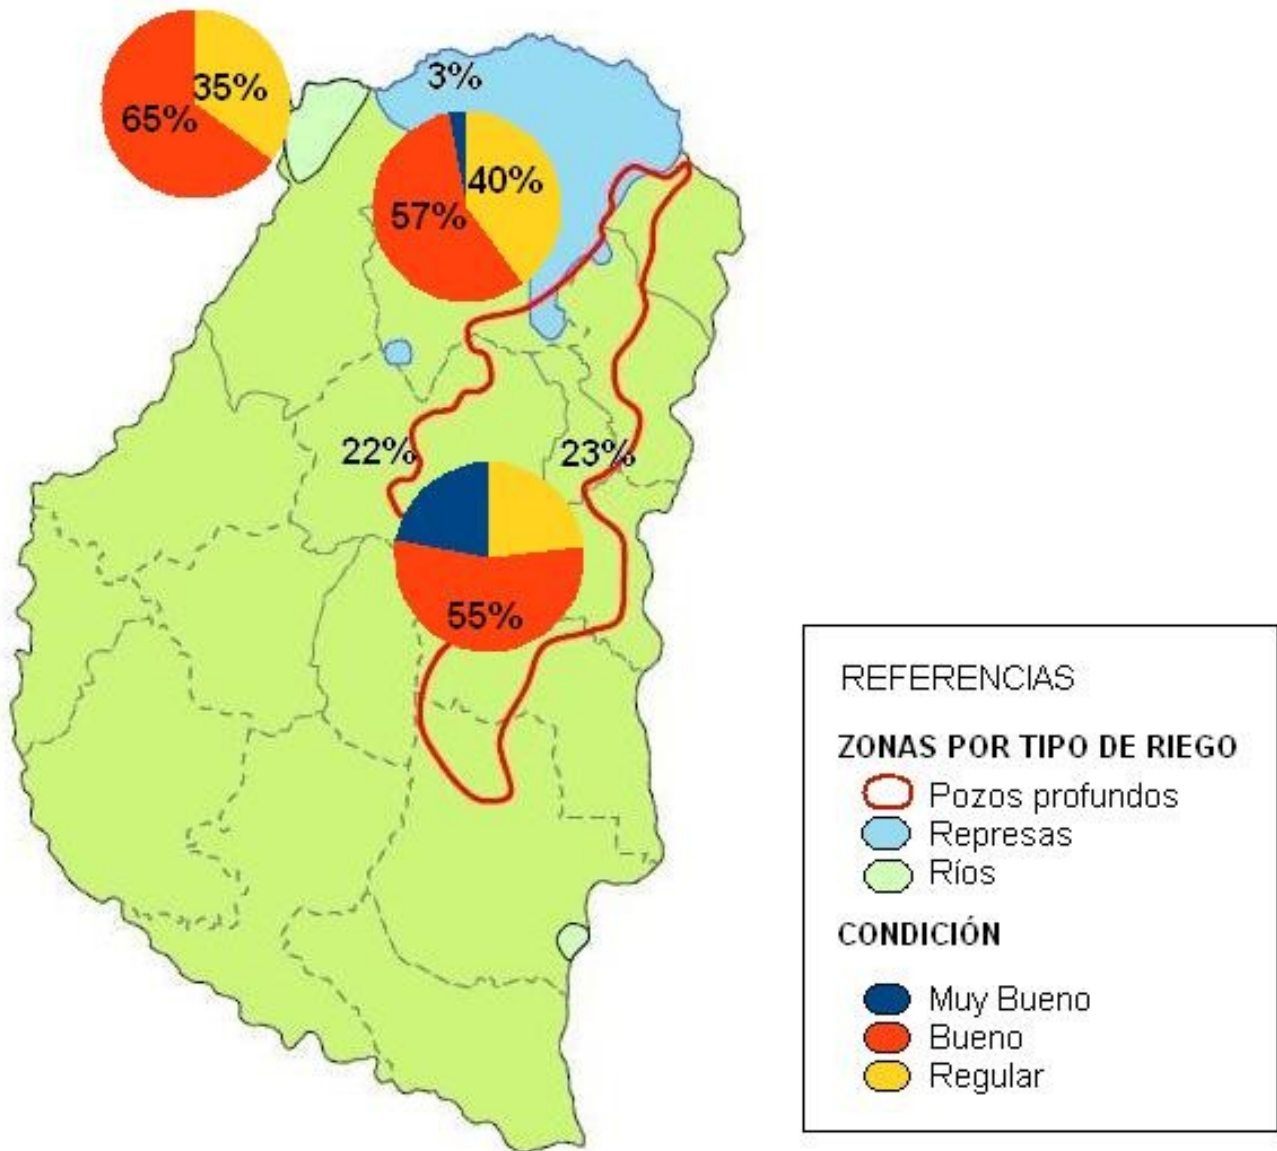 35%
65%
3%
40%
57%
22%
23%
55%
REFERENCIAS
ZONAS POR TIPO DE RIEGO
Pozos profundos
Represas
Ríos
CONDICIÓN
Muy Bueno
Bueno
Regular